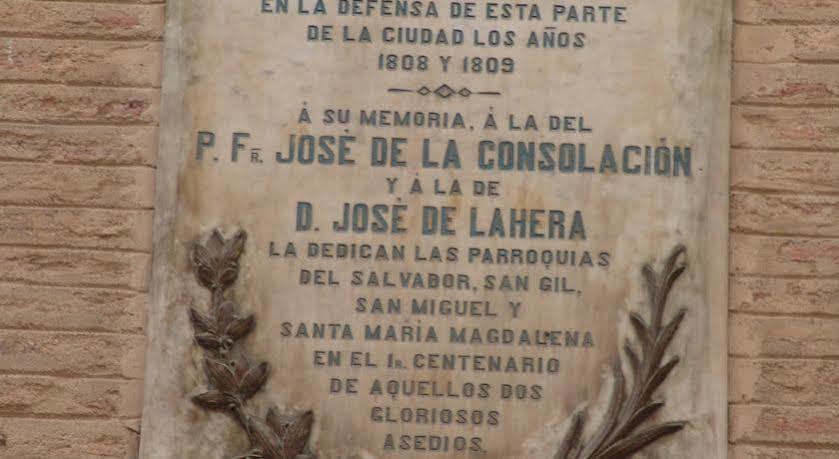 EN LA DEFENSA DE ESTA PARTE
DE LA CIUDAD LOS AÑOS
1808 Y 1809
Á SU MEMORIA, Á LA DEL
P. FR. JOSÉ DE LA CONSOLACIÓN
Y Á LA DE
D. JOSÉ DE LAHERA
LA DEDICAN LAS PARROQUIAS
DEL SALVADOR, SAN GIL,
SAN MIGUEL Y
SANTA MARÍA MAGDALENA
EN EL 1R. CENTENARIO
DE AQUELLOS DOS
GLORIOSOS
ASEDIOS.